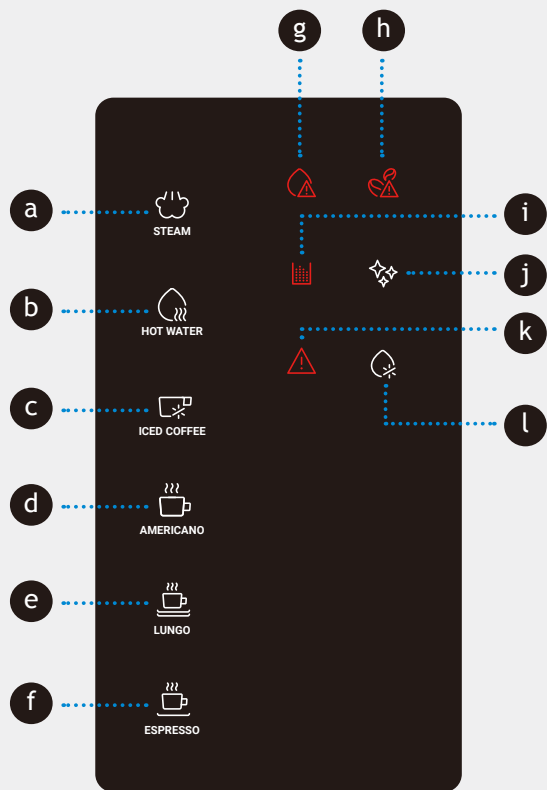 g
h
a
STEAM
i
b
HOT WATER
j
k
c
ICED COFFEE
l
d
AMERICANO
e
LUNGO
f
ESPRESSO